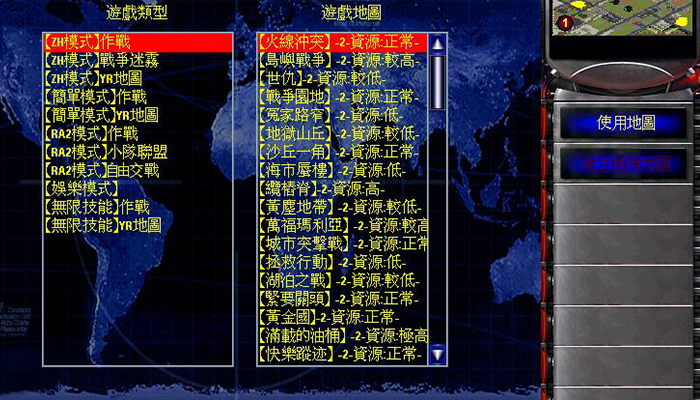 遊戲類型
【ZH模式】作戰
【ZH模式】戰爭迷霧
【ZH模式】YR地圖
【簡單模式】作戰
【簡單模式】YR地圖
【RA2模式】作戰
【RA2模式】小隊聯盟
【RA2模式】自由交戰
【娛樂模式】
【無限技能】作戰
【無限技能】YR地圖
遊戲地圖
【火線沖突】-2-資源:正常-
【島嶼戰爭】-2-資源:較高-
【世仇】-2-資源:較低-
【戰爭園地】-2-資源:正常-
【冤家路窄】-2-資源:低-
【地獄山丘】-2-資源:較低-
【沙丘一角】-2-資源:正常-
【海市蜃樓】-2-資源:低-
【纜樁脊】-2-資源:高-
【黃塵地帶】-2-資源:較低-
【萬福瑪利亞】-2-資源:較高
【城市突擊戰】-2-資源:正常
【拯救行動】-2-資源:低-
【湖泊之戰】-2-資源:較低-
【緊要關頭】-2-資源:正常-
【黃金國】-2-資源:正常-
【滿載的油桶】-2-資源:極高
【快樂蹤迹】-2-資源:正常-
1
使用地圖